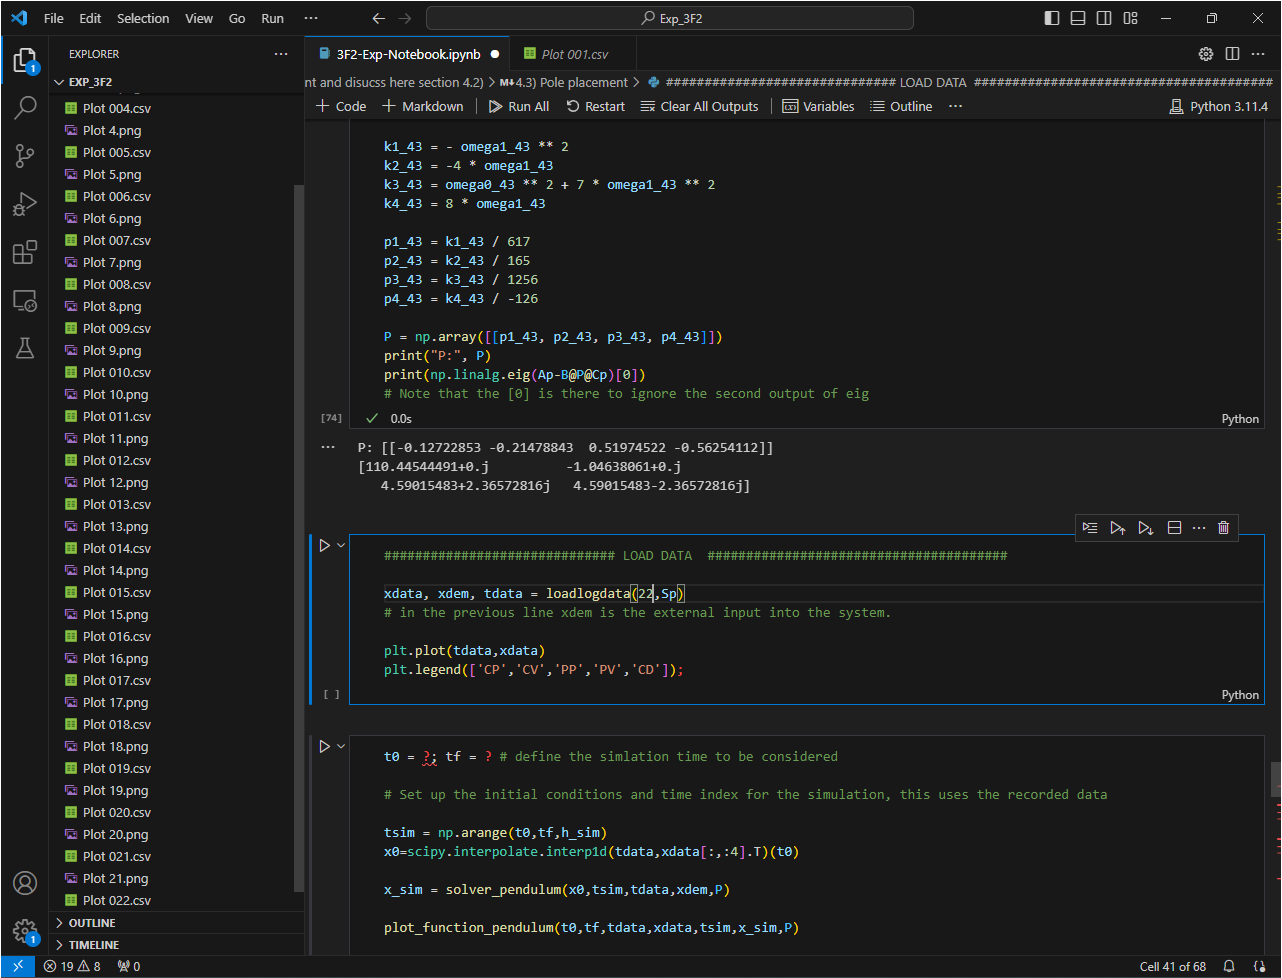 File Edit Selection View Go Run ···
Exp_3F2
EXPLORER
3F2-Exp-Notebook.ipynb
Plot 001.csv
EXP_3F2
nt and disucss here section 4.2) > M↓4.3) Pole placement > ############################## LOAD DATA #######################################
+ Code + Markdown Run All Restart Clear All Outputs Variables Outline ··· Python 3.11.4
Plot 004.csv
Plot 4.png
Plot 005.csv
Plot 5.png
Plot 006.csv
Plot 6.png
Plot 007.csv
Plot 7.png
Plot 008.csv
Plot 8.png
Plot 009.csv
Plot 9.png
Plot 010.csv
Plot 10.png
Plot 011.csv
Plot 11.png
Plot 012.csv
Plot 12.png
Plot 013.csv
Plot 13.png
Plot 014.csv
Plot 14.png
Plot 015.csv
Plot 15.png
Plot 016.csv
Plot 16.png
Plot 017.csv
Plot 17.png
Plot 018.csv
Plot 18.png
Plot 019.csv
Plot 19.png
Plot 020.csv
Plot 20.png
Plot 021.csv
Plot 21.png
Plot 022.csv
OUTLINE
TIMELINE
k1_43 = - omega1_43 ** 2
k2_43 = -4 * omega1_43
k3_43 = omega0_43 ** 2 + 7 * omega1_43 ** 2
k4_43 = 8 * omega1_43
p1_43 = k1_43 / 617
p2_43 = k2_43 / 165
p3_43 = k3_43 / 1256
p4_43 = k4_43 / -126
P = np.array([[p1_43, p2_43, p3_43, p4_43]])
print("P:", P)
print(np.linalg.eig(Ap-B@P@Cp)[0])
# Note that the [0] is there to ignore the second output of eig
[74] ✓ 0.0s Python
··· P: [[-0.12722853 -0.21478843  0.51974522 -0.56254112]]
[110.44544491+0.j          -1.04638061+0.j
4.59015483+2.36572816j   4.59015483-2.36572816j]
############################## LOAD DATA  #######################################
xdata, xdem, tdata = loadlogdata(22,Sp)
# in the previous line xdem is the external input into the system.
plt.plot(tdata,xdata)
plt.legend(['CP','CV','PP','PV','CD']);
[ ] Python
t0 = ?; tf = ? # define the simlation time to be considered
# Set up the initial conditions and time index for the simulation, this uses the recorded data
tsim = np.arange(t0,tf,h_sim)
x0=scipy.interpolate.interp1d(tdata,xdata[:,:4].T)(t0)
x_sim = solver_pendulum(x0,tsim,tdata,xdem,P)
plot_function_pendulum(t0,tf,tdata,xdata,tsim,x_sim,P)
1
1
19 8 0 Cell 41 of 68